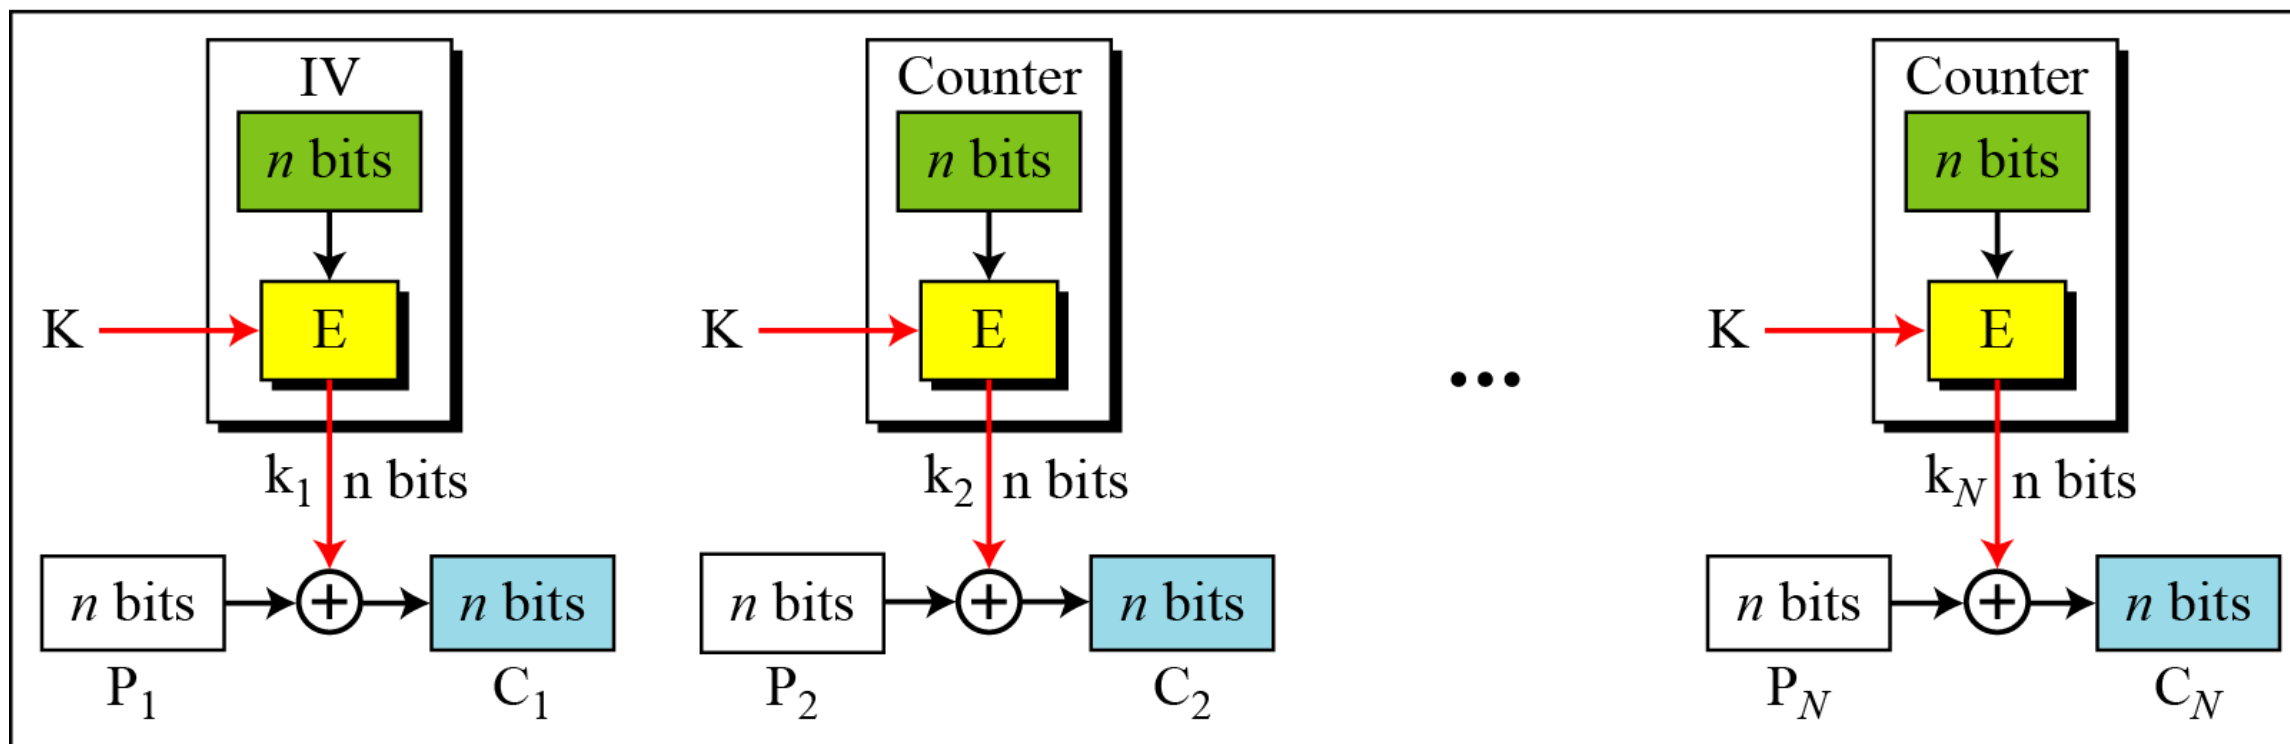 IV Counter Counter
n bits n bits n bits
K E K E ... K E
k1 n bits k2 n bits kN n bits
n bits + n bits n bits + n bits n bits + n bits
P1 C1 P2 C2 PN CN